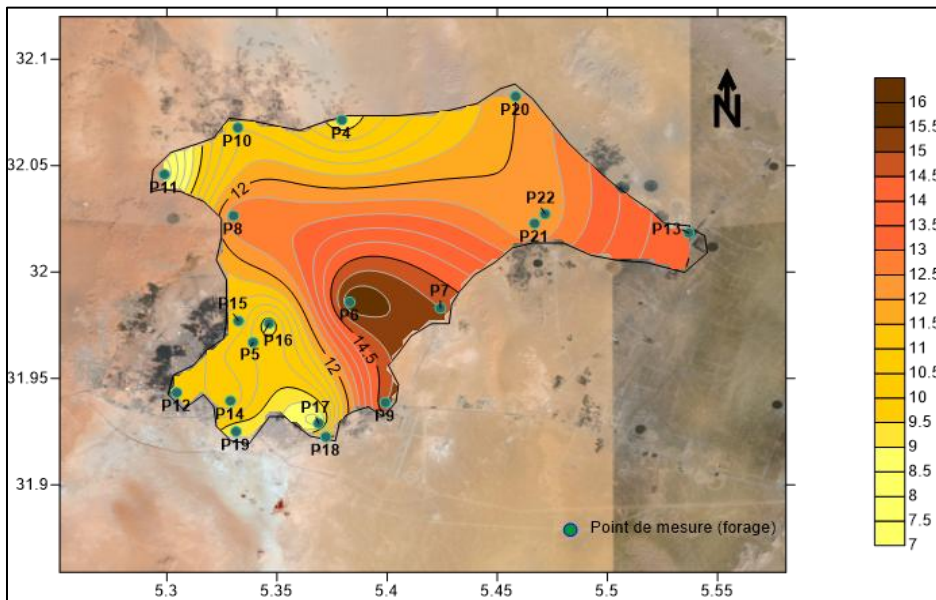 32.1
32.05
32
31.95
31.9
5.3
5.35
5.4
5.45
5.5
5.55
N
P20
P10
P4
P11
12
P8
P22
P21
P13
P7
P6
P15
P16
P5
14.5
12
P12
P14
P17
P9
P19
P18
Point de mesure (forage)
16
15.5
15
14.5
14
13.5
13
12.5
12
11.5
11
10.5
10
9.5
9
8.5
8
7.5
7